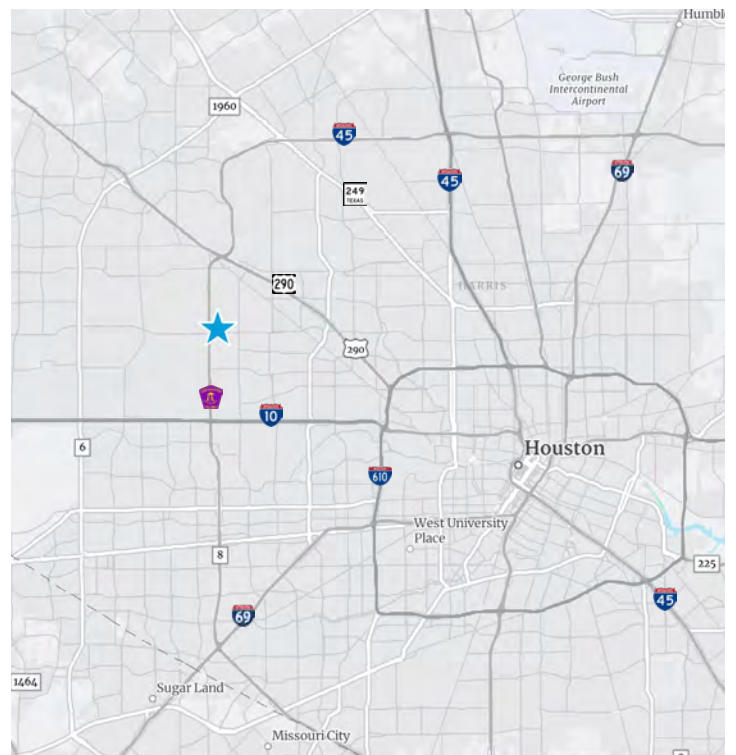 Humbl
George Bush
Intercontinental
Airport
1960
45
45
69
249
TEXAS
290
HARRIS
290
10
6
610
Houston
West University
Place
8
225
69
45
1464
Sugar Land
Missouri City